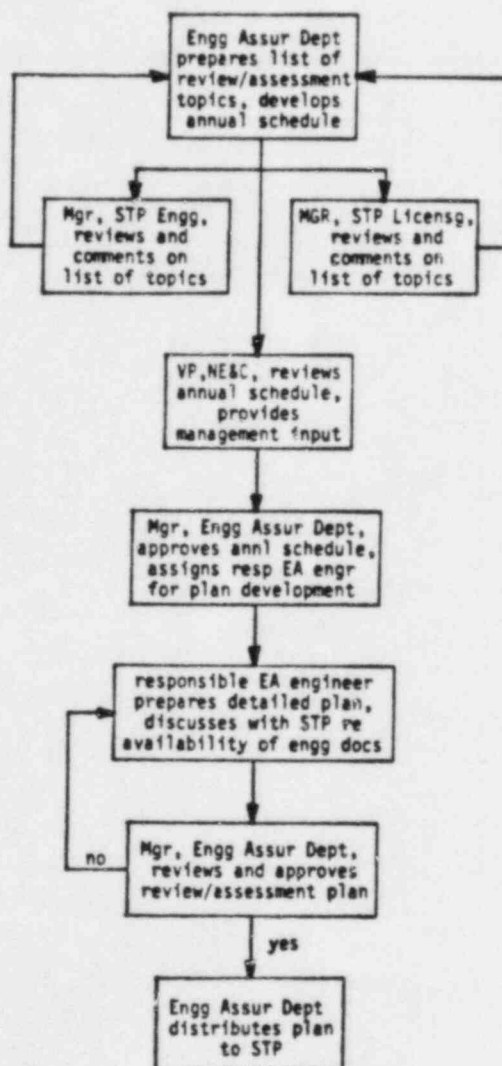 Engg Assur Dept
prepares list of
review/assessment
topics, develops
annual schedule
Mgr, STP Engg,
reviews and
comments on
list of topics
MGR, STP Licensg,
reviews and
comments on
list of topics
VP,NE&C, reviews
annual schedule,
provides
management input
Mgr, Engg Assur Dept,
approves annl schedule,
assigns resp EA engr
for plan development
responsible EA engineer
prepares detailed plan,
discusses with STP re
availability of engg docs
no
Mgr, Engg Assur Dept,
reviews and approves
review/assessment plan
yes
Engg Assur Dept
distributes plan
to STP